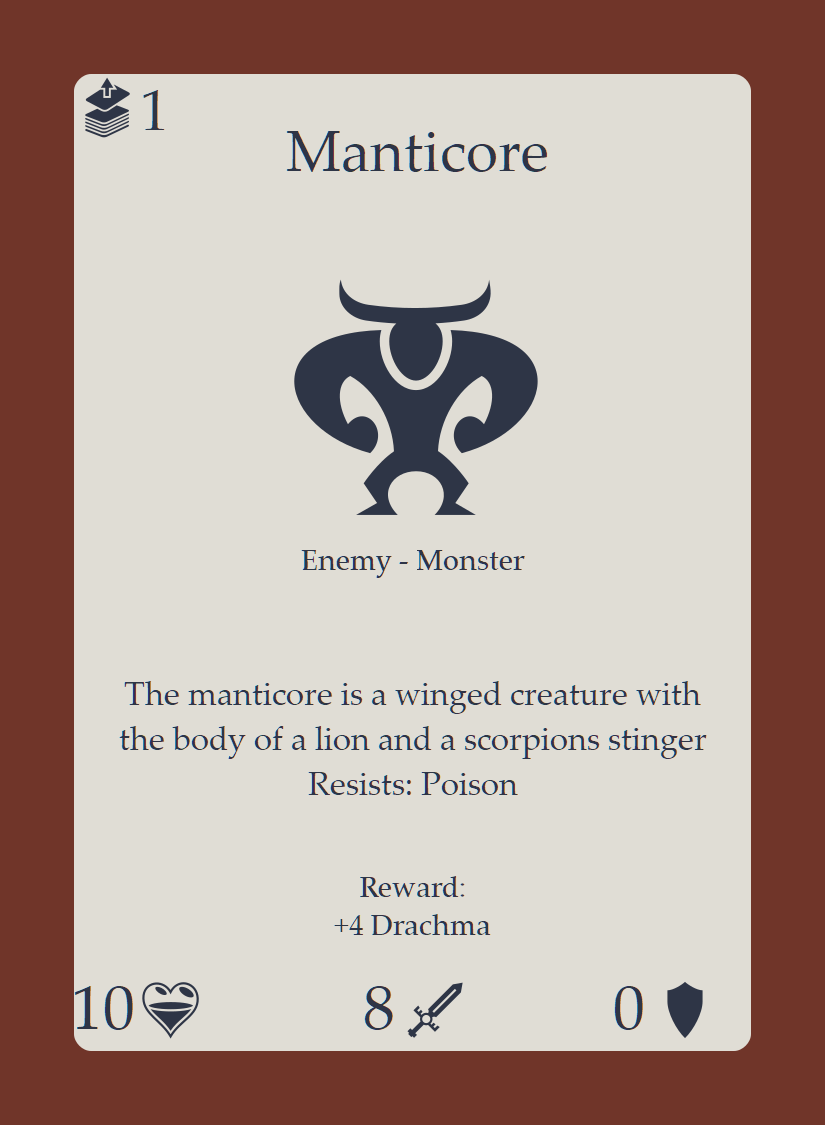 1
Manticore
Enemy - Monster
The manticore is a winged creature with
the body of a lion and a scorpions stinger
Resists: Poison
Reward:
+4 Drachma
10 8 0